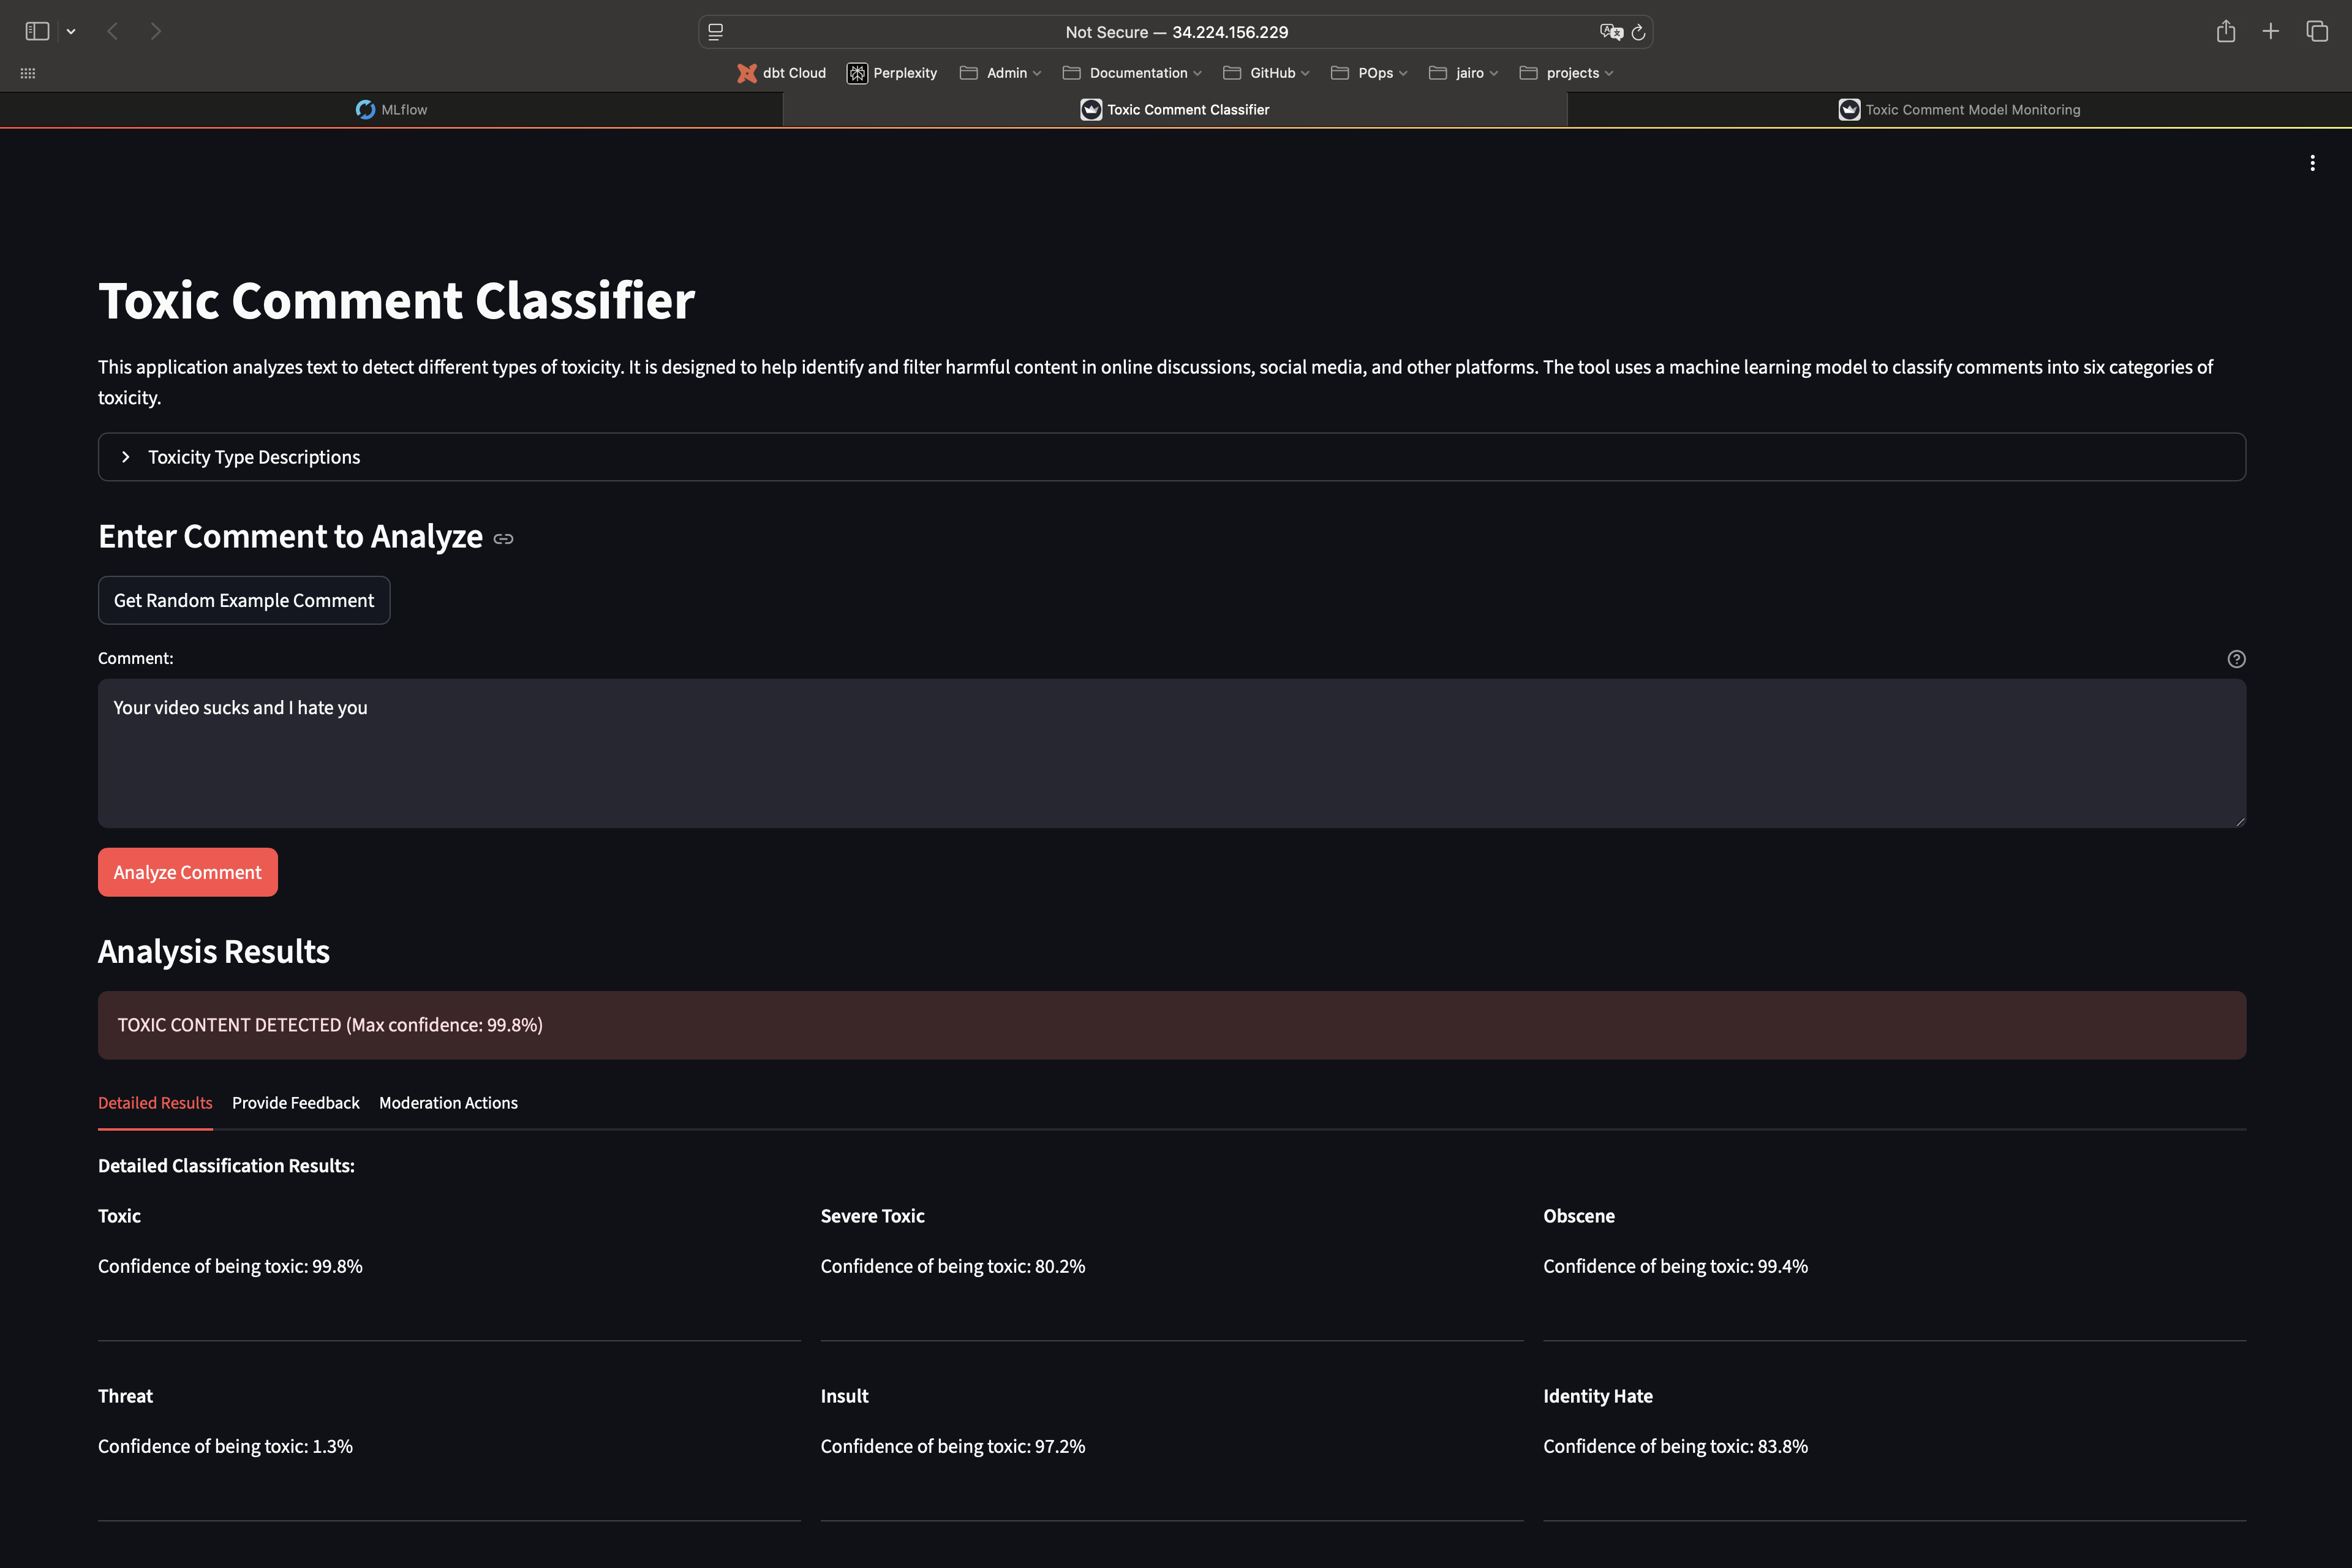 Not Secure — 34.224.156.229
dbt Cloud Perplexity Admin Documentation GitHub POps jairo projects
MLflow Toxic Comment Classifier Toxic Comment Model Monitoring
Toxic Comment Classifier
This application analyzes text to detect different types of toxicity. It is designed to help identify and filter harmful content in online discussions, social media, and other platforms. The tool uses a machine learning model to classify comments into six categories of
toxicity.
Toxicity Type Descriptions
Enter Comment to Analyze
Get Random Example Comment
Comment:
Your video sucks and I hate you
Analyze Comment
Analysis Results
TOXIC CONTENT DETECTED (Max confidence: 99.8%)
Detailed Results Provide Feedback Moderation Actions
Detailed Classification Results:
Toxic Severe Toxic Obscene
Confidence of being toxic: 99.8% Confidence of being toxic: 80.2% Confidence of being toxic: 99.4%
Threat Insult Identity Hate
Confidence of being toxic: 1.3% Confidence of being toxic: 97.2% Confidence of being toxic: 83.8%